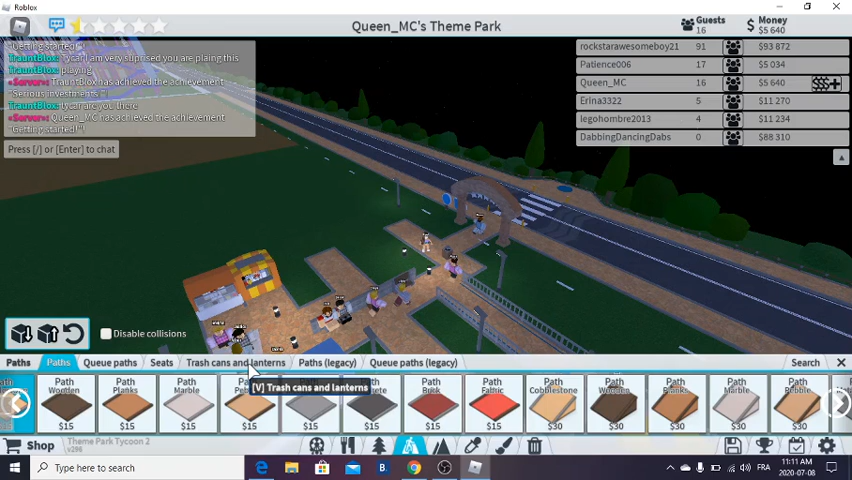 Roblox
Queen_MC's Theme Park
Guests
16
Money
$5 640
"Getting started!")
TrauntBlox: lycar I am very suprised you are plaing this
TrauntBlox: playing
«Server»: TrauntBlox has achieved the achievement
"Serious investments."
TrauntBlox: lycar are you there
«Server»: Queen_MC has achieved the achievement
"Getting started!")
Press [/] or [Enter] to chat
rockstarawesomeboy21 91 $93 872
Patience006 17 $5 034
Queen_MC 16 $5 640
Erina3322 5 $11 270
legohombre2013 4 $11 234
DabbingDancingDabs 0 $88 310
Disable collisions
Paths Paths Queue paths Seats Trash cans and lanterns Paths (legacy) Queue paths (legacy) Search
[V] Trash cans and lanterns
Path Wooden $15
Path Planks $15
Path Marble $15
Path $15
$15
$15
Path Brick $15
Path Fabric $15
Path Cobblestone $30
Path Wooden $30
Path Planks $30
Path Marble $30
Path Pebble $30
Shop
Theme Park Tycoon 2
v296
Type here to search
FRA
11:11 AM
2020-07-08